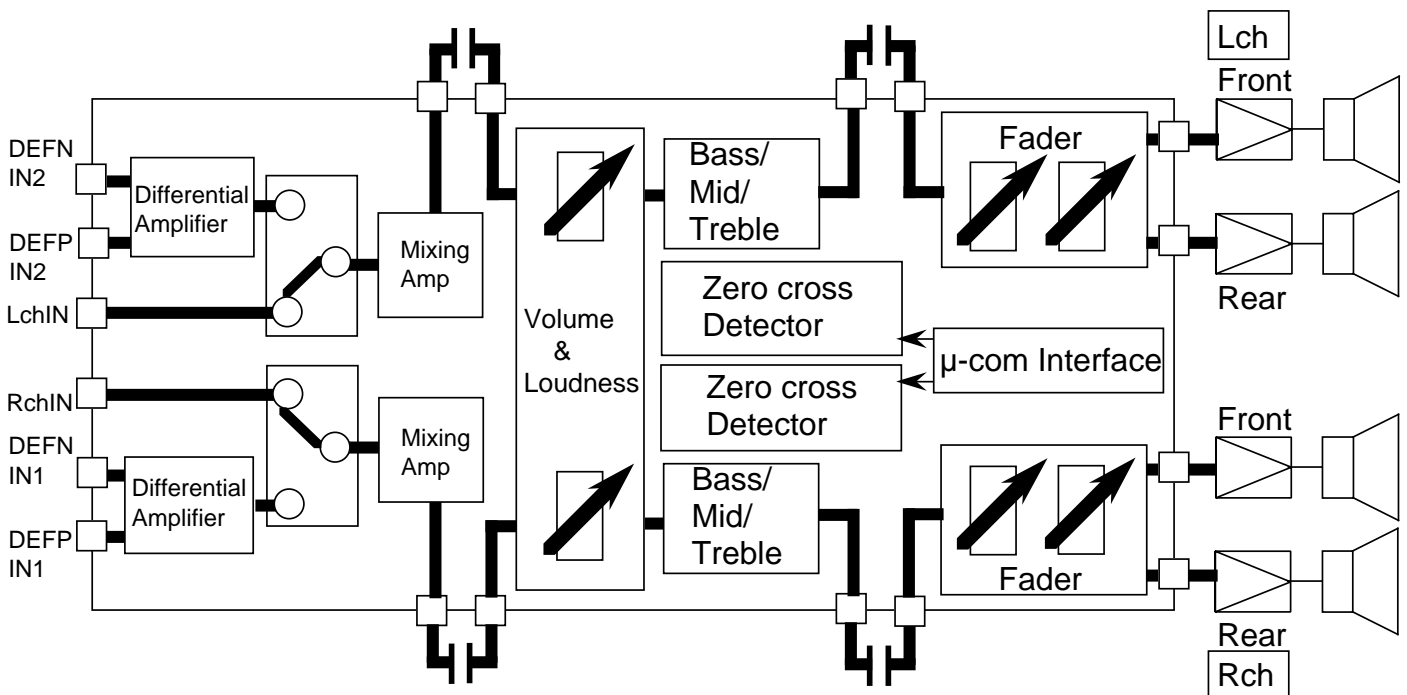 Lch
Front
DEFN
IN2
Differential
Amplifier
DEFP
IN2
LchIN
Mixing
Amp
Volume
&
Loudness
Bass/
Mid/
Treble
Fader
Rear
Zero cross
Detector
μ-com Interface
Zero cross
Detector
RchIN
DEFN
IN1
Differential
Amplifier
DEFP
IN1
Mixing
Amp
Bass/
Mid/
Treble
Fader
Front
Rear
Rch